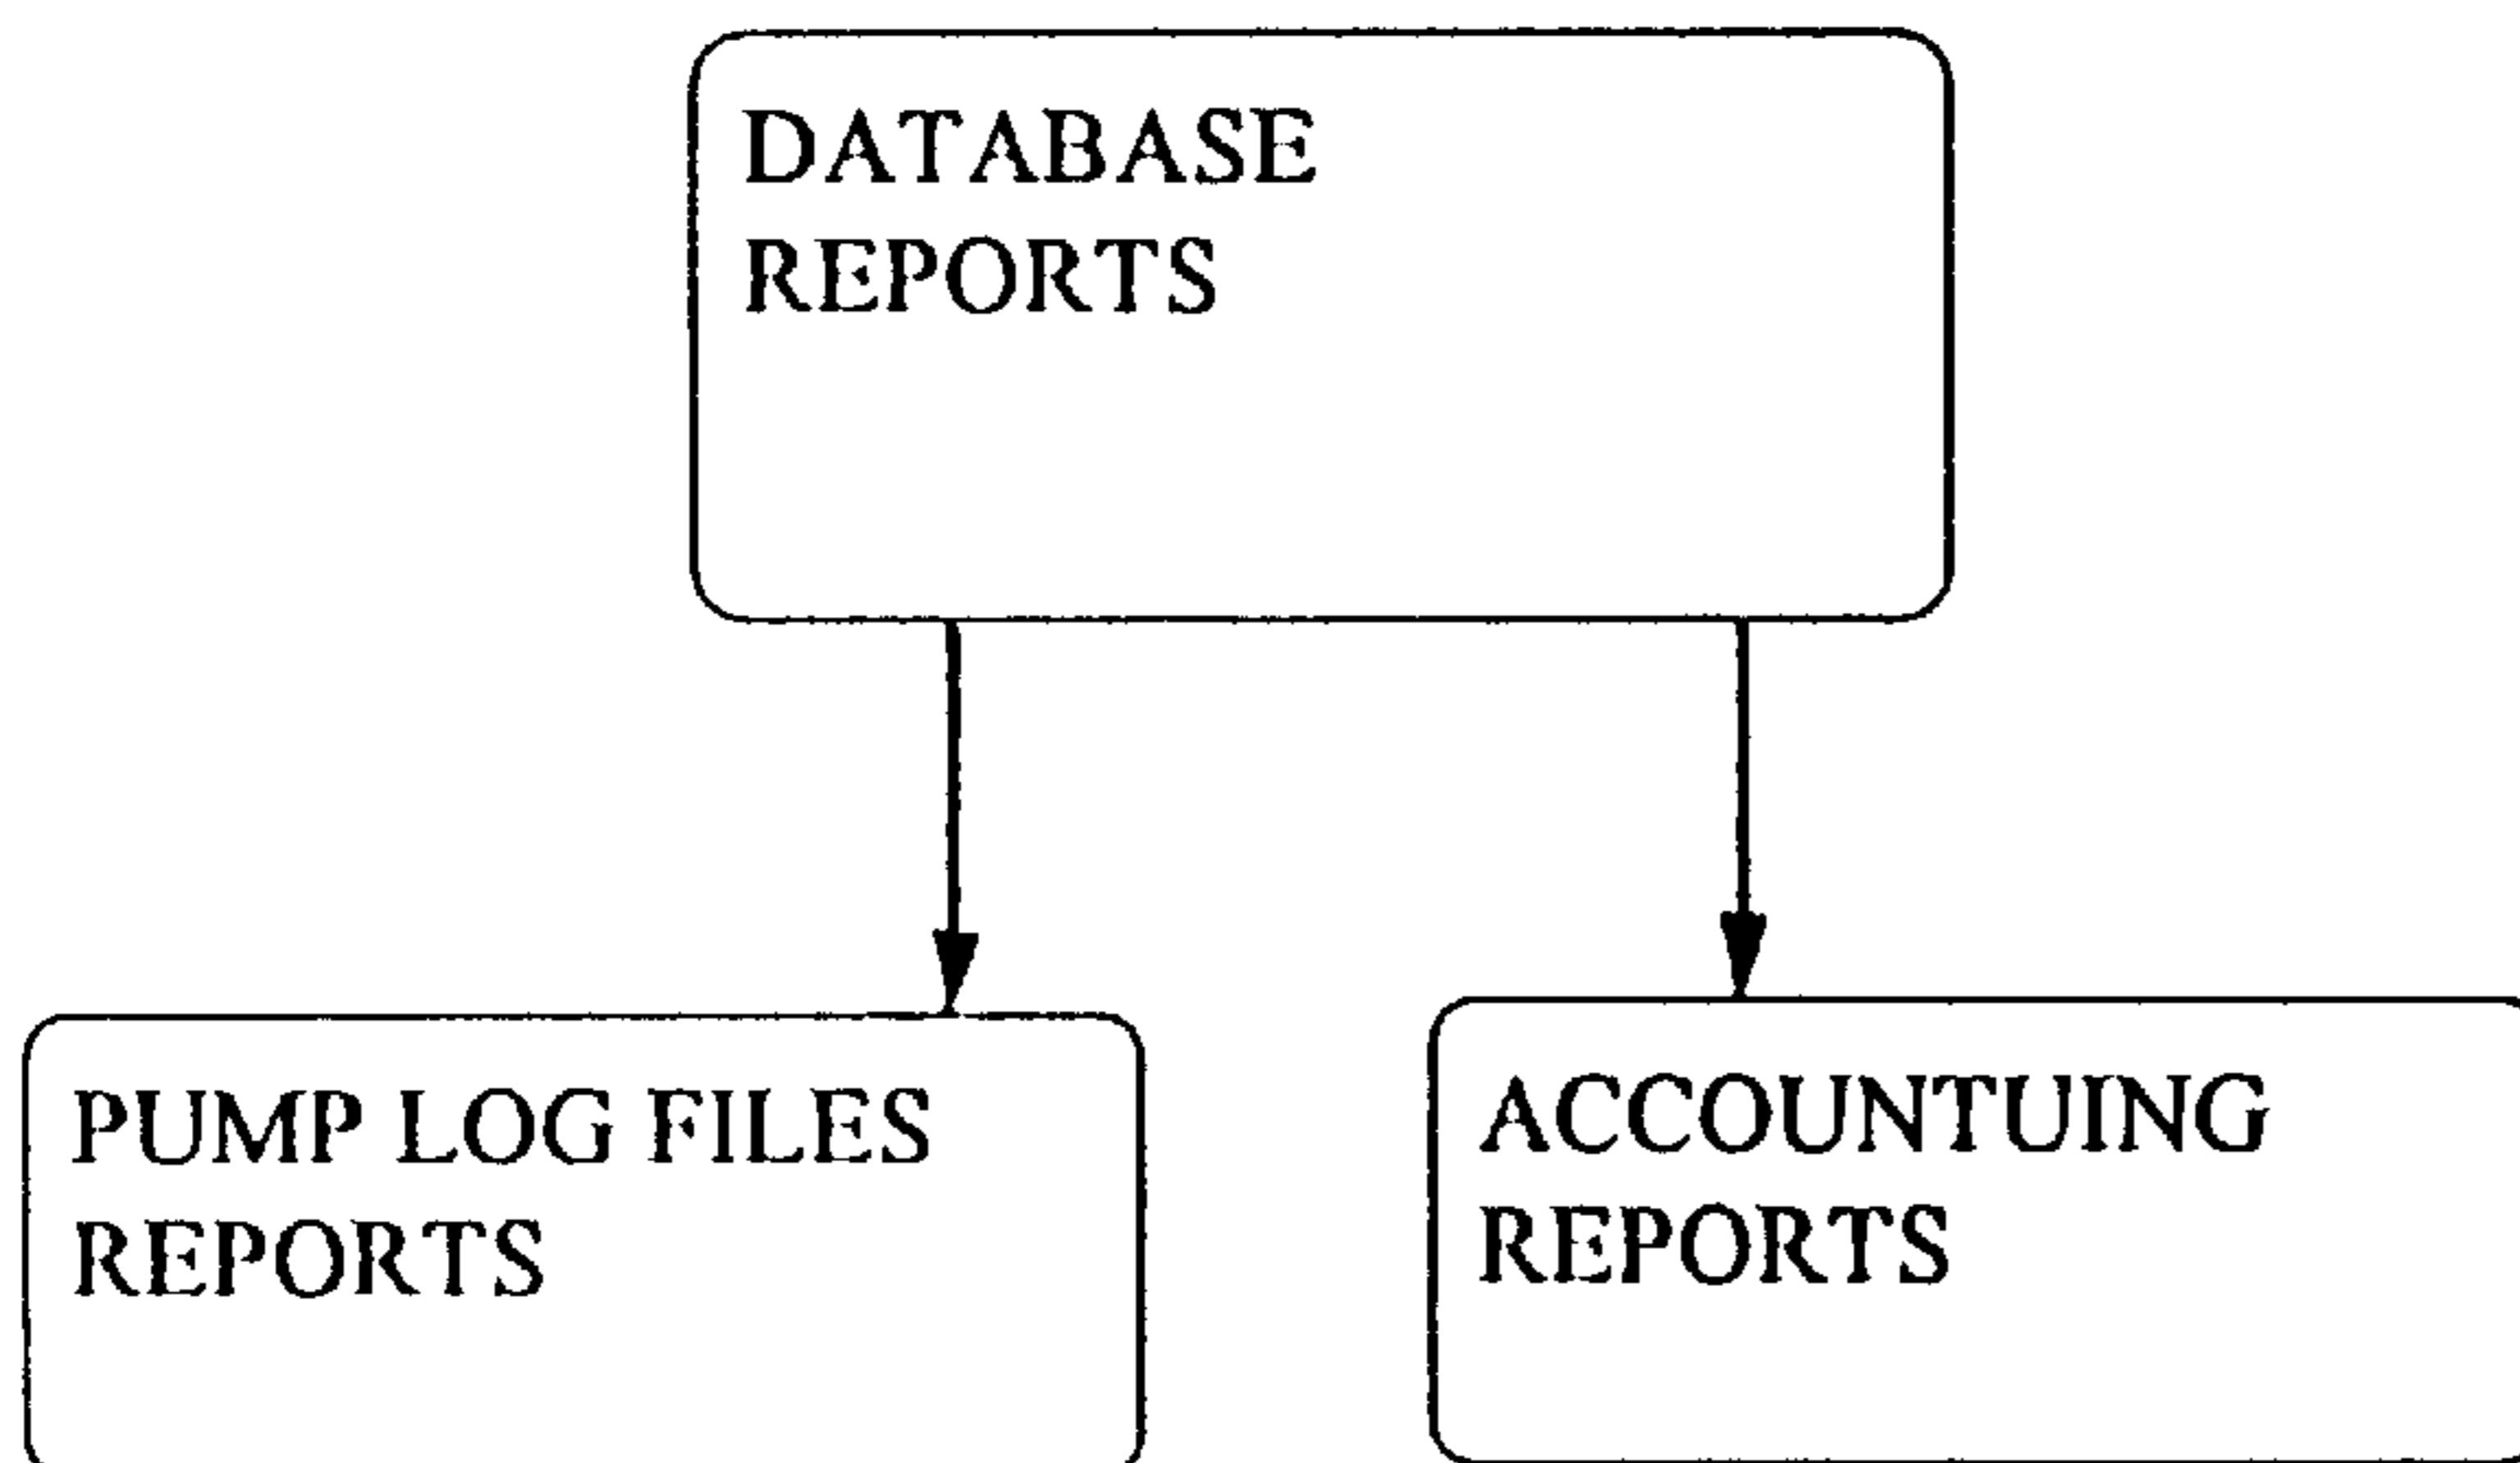 DATABASE
REPORTS
PUMP LOG FILES
REPORTS
ACCOUNTUING
REPORTS